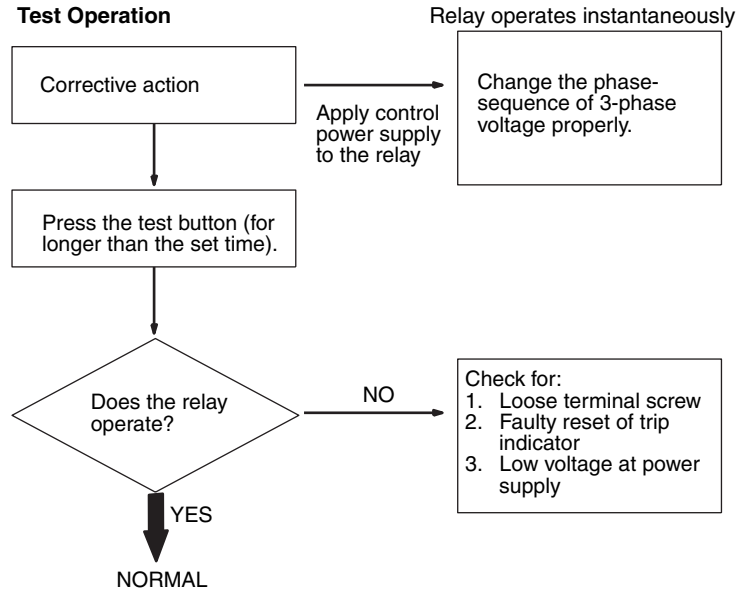 Test Operation
Relay operates instantaneously
Corrective action
Apply control
power supply
to the relay
Change the phase-
sequence of 3-phase
voltage properly.
Press the test button (for
longer than the set time).
Does the relay
operate?
NO
Check for:
1. Loose terminal screw
2. Faulty reset of trip
indicator
3. Low voltage at power
supply
YES
NORMAL